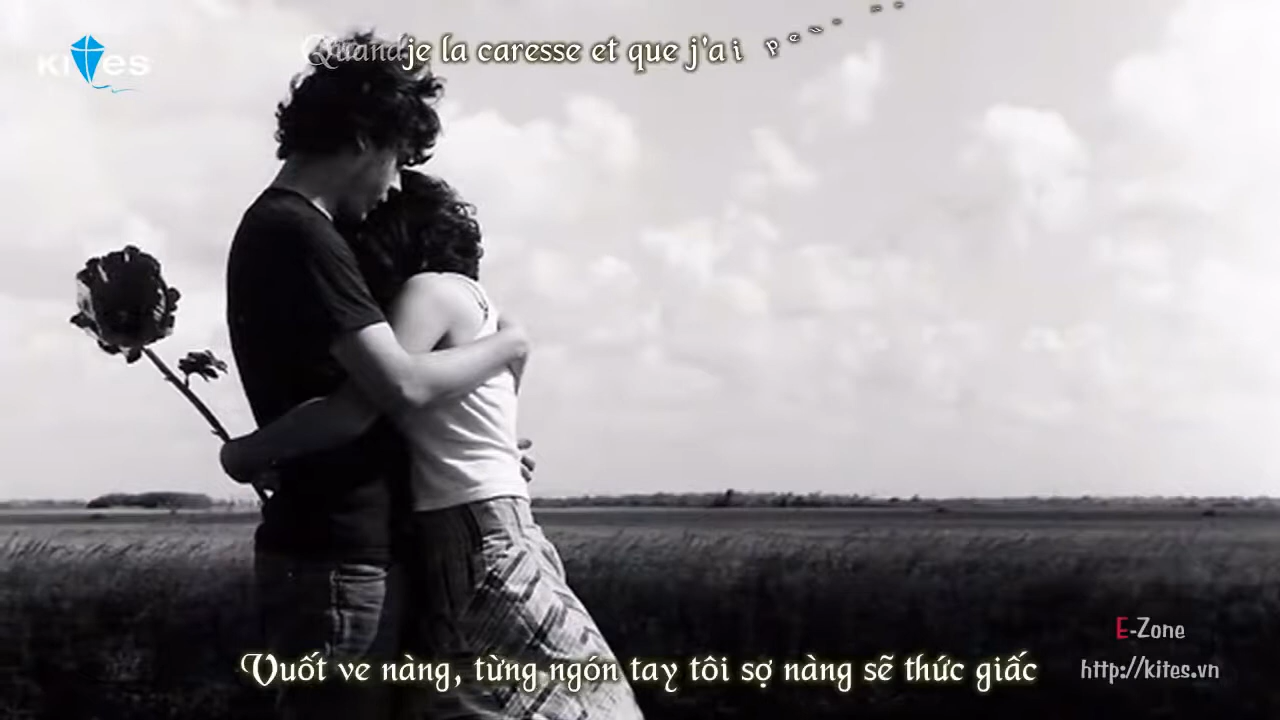 Quand je la caresse et que j'ai
KITES
E-Zone
Vuốt ve nàng, từng ngón tay tôi sợ nàng sẽ thức giấc
http://kites.vn